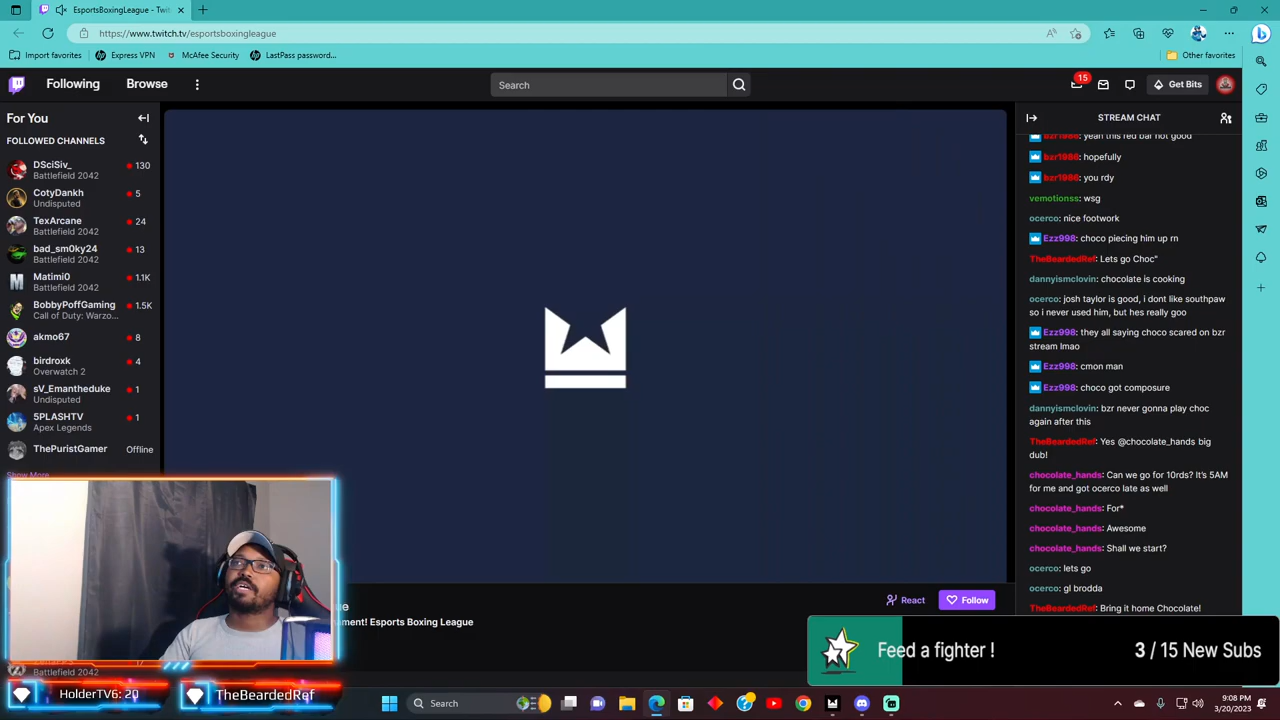 EsportsBoxingLeague - Twit
https://www.twitch.tv/esportsboxingleague
Import favorites
Express VPN
McAfee Security
LastPass password...
Other favorites
Following
Browse
Search
15
Get Bits
For You
FOLLOWED CHANNELS
DSciSiv_
130
Battlefield 2042
CotyDankh
5
Undisputed
TexArcane
24
Battlefield 2042
bad_sm0ky24
13
Battlefield 2042
Matimi0
1.1K
Battlefield 2042
BobbyPoffGaming
1.5K
Call of Duty: Warzo...
akmo67
8
birdroxk
4
Overwatch 2
sV_Emantheduke
1
Battlefield 2042
5PLASHTV
1
Apex Legends
ThePuristGamer
Offline
Show More
Battlefield 2042
HolderTV6: 20
TheBeardedRef
React
Follow
ament! Esports Boxing League
STREAM CHAT
bzr1986: yeah this red bar not good
bzr1986: hopefully
bzr1986: you rdy
vemotionss: wsg
ocerco: nice footwork
Ezz998: choco piecing him up rn
TheBeardedRef: Lets go Choc"
dannyismclovin: chocolate is cooking
ocerco: josh taylor is good, i dont like southpaw
so i never used him, but hes really goo
Ezz998: they all saying choco scared on bzr
stream lmao
Ezz998: cmon man
Ezz998: choco got composure
dannyismclovin: bzr never gonna play choc
again after this
TheBeardedRef: Yes @chocolate_hands big
dub!
chocolate_hands: Can we go for 10rds? It's 5AM
for me and got ocerco late as well
chocolate_hands: For*
chocolate_hands: Awesome
chocolate_hands: Shall we start?
ocerco: lets go
ocerco: gl brodda
TheBeardedRef: Bring it home Chocolate!
Feed a fighter !
3 / 15 New Subs
Search
9:08 PM
3/20/2023